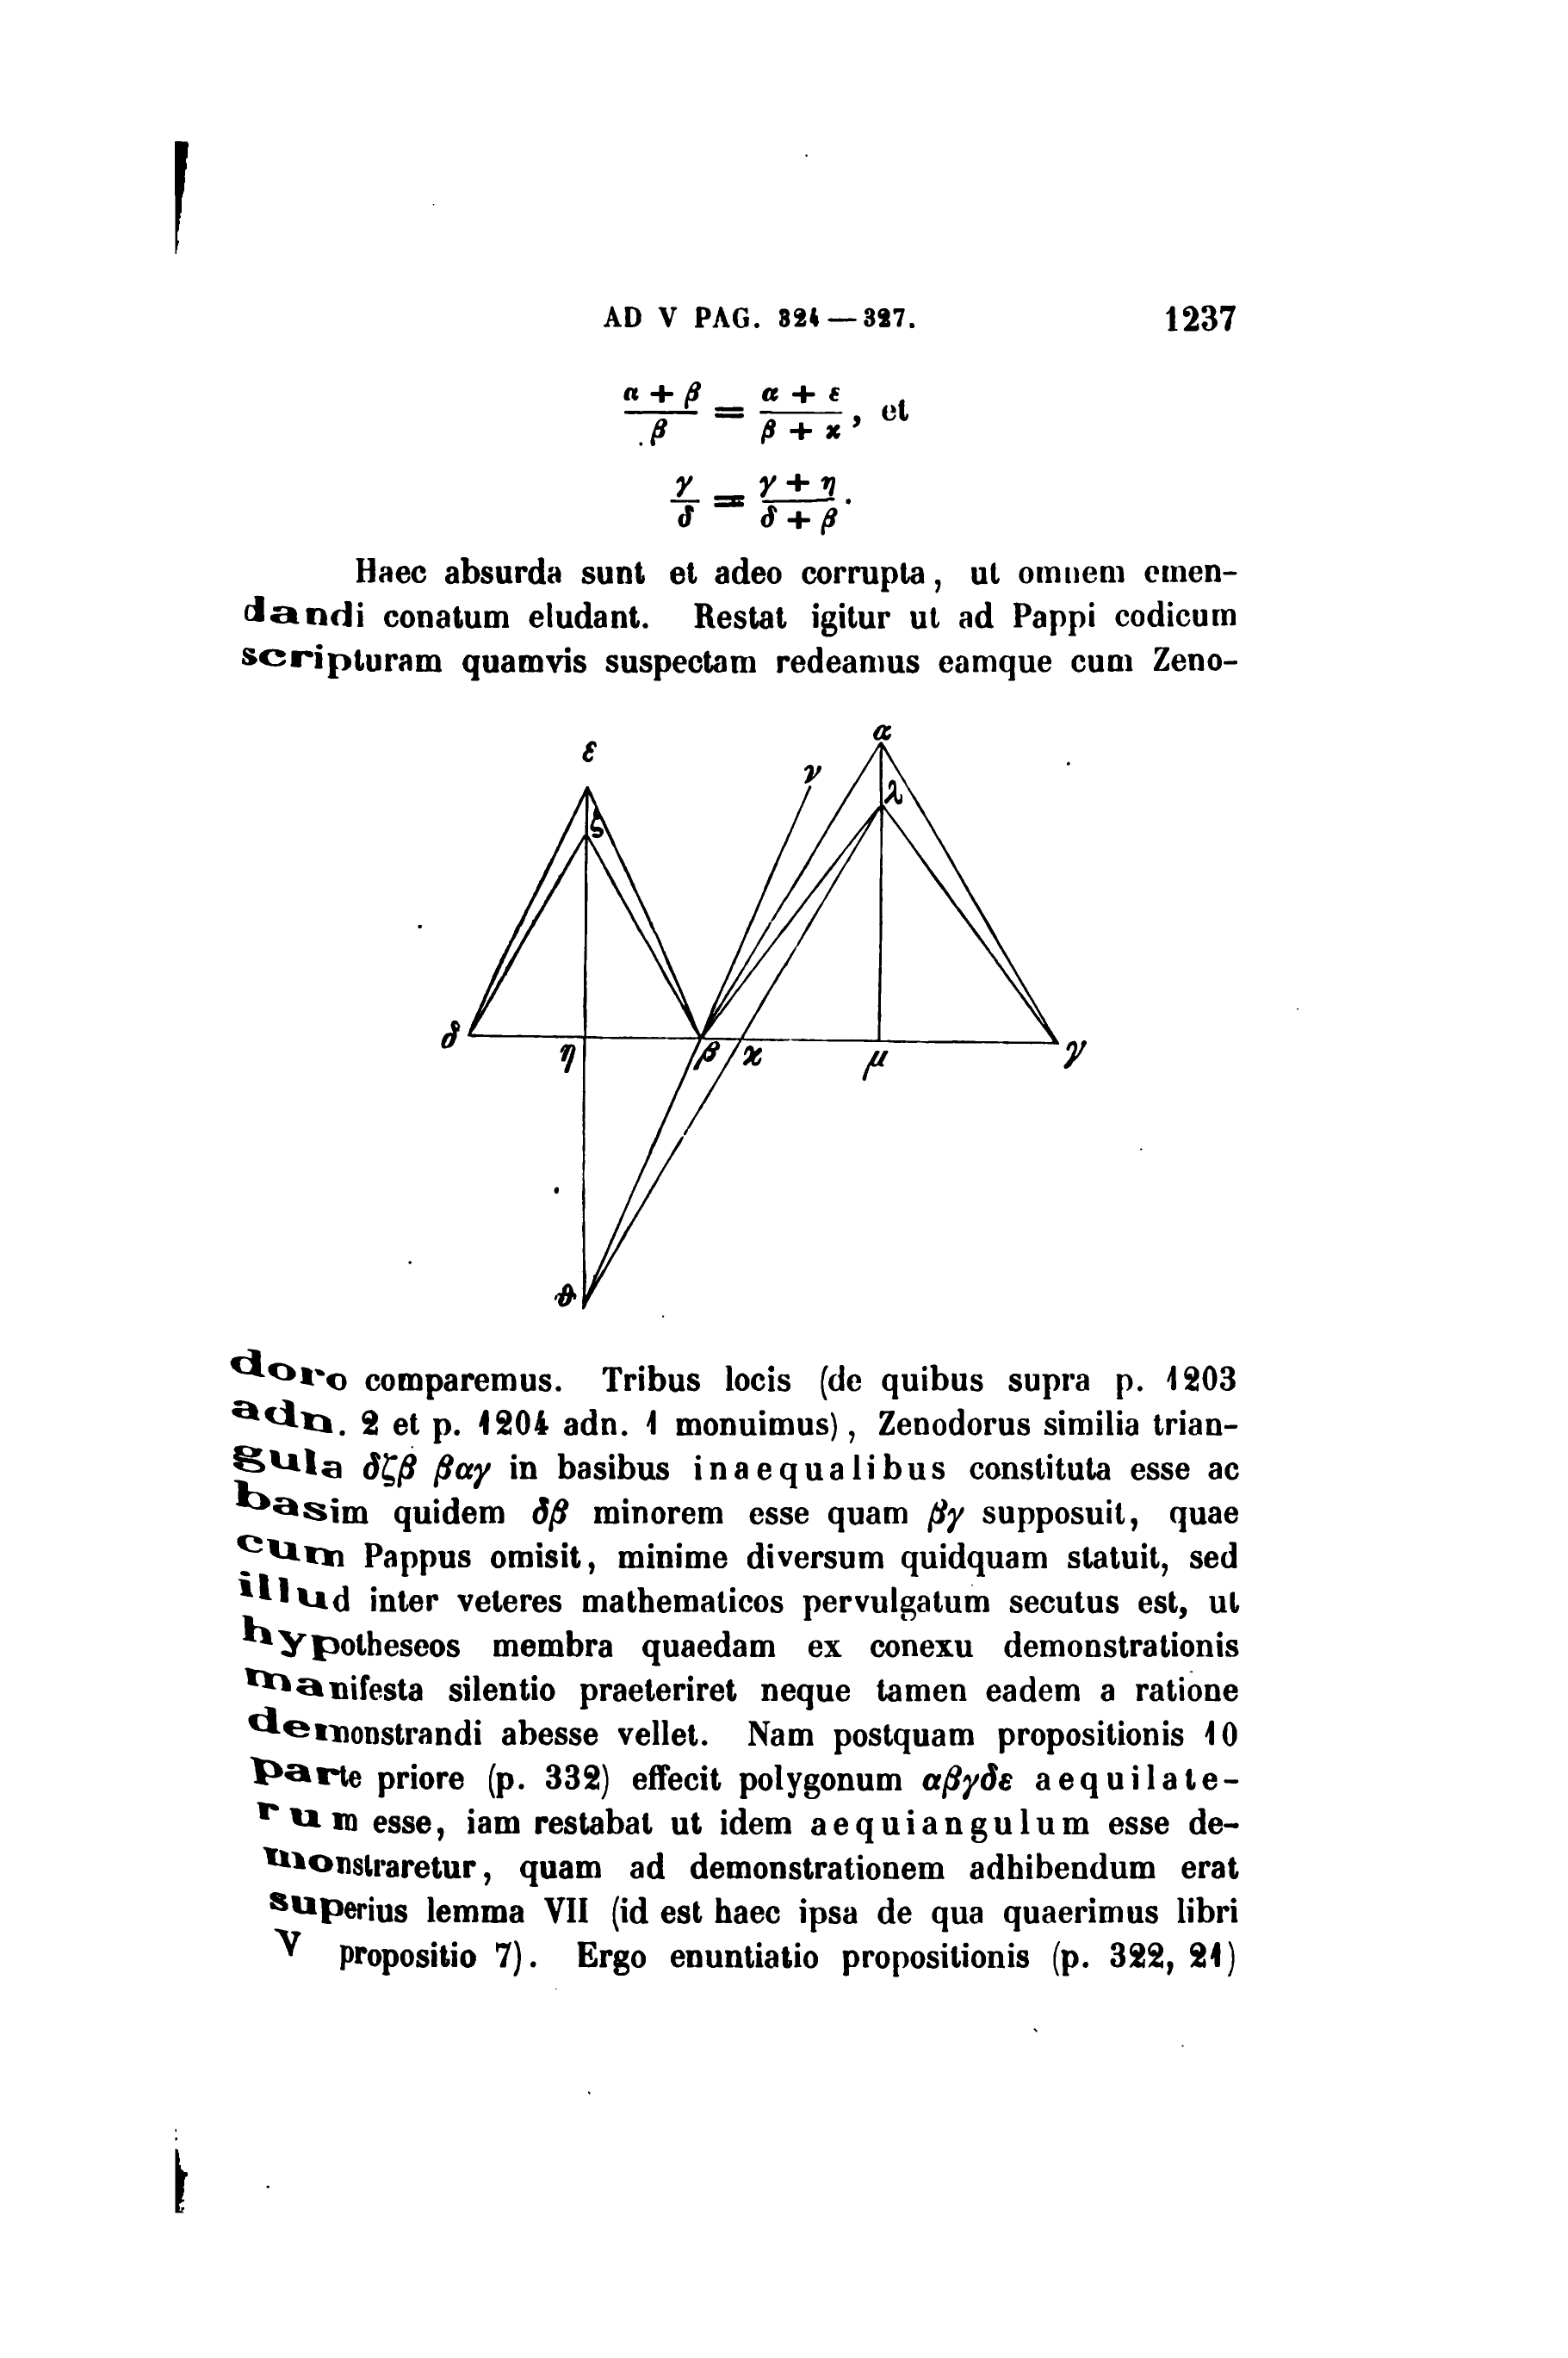 AD V PAG. 324—327. 1237
α + β / β = α + ε / β + κ, et
γ / δ = γ + η / δ + β.
Haec absurda sunt et adeo corrupta, ut omnem emen-
dandi conatum eludant. Restat igitur ut ad Pappi codicum
scripturam quamvis suspectam redeamus eamque cum Zeno-
α
ε
ν
λ
ζ
δ
η
β
κ
μ
γ
ϑ
doro comparemus. Tribus locis (de quibus supra p. 1203
adn. 2 et p. 1204 adn. 1 monuimus), Zenodorus similia trian-
gula δζβ βαγ in basibus inaequalibus constituta esse ac
basim quidem δβ minorem esse quam βγ supposuit, quae
cum Pappus omisit, minime diversum quidquam statuit, sed
illud inter veteres mathematicos pervulgatum secutus est, ut
hypotheseos membra quaedam ex conexu demonstrationis
manifesta silentio praeteriret neque tamen eadem a ratione
demonstrandi abesse vellet. Nam postquam propositionis 10
parte priore (p. 332) effecit polygonum αβγδε aequilate-
rum esse, iam restabat ut idem aequiangulum esse de-
monstraretur, quam ad demonstrationem adhibendum erat
superius lemma VII (id est haec ipsa de qua quaerimus libri
V propositio 7). Ergo enuntiatio propositionis (p. 322, 21)